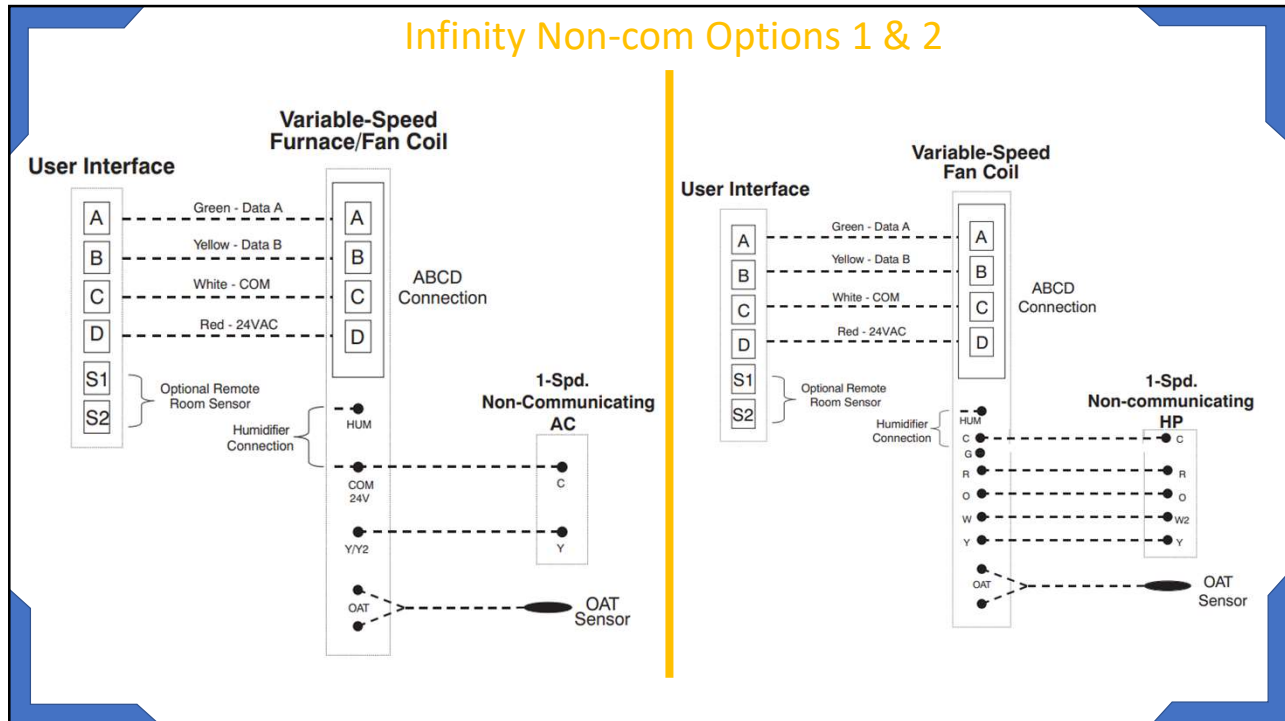 Infinity Non-com Options 1 & 2
Variable-Speed
Furnace/Fan Coil
User Interface
A
Green - Data A
A
B
Yellow - Data B
B
C
White - COM
C
D
Red - 24VAC
D
ABCD
Connection
S1
S2
Optional Remote
Room Sensor
Humidifier
Connection
HUM
COM
24V
Y/Y2
OAT
1-Spd.
Non-Communicating
AC
C
Y
OAT
Sensor
Variable-Speed
Fan Coil
User Interface
A
Green - Data A
A
B
Yellow - Data B
B
C
White - COM
C
D
Red - 24VAC
D
ABCD
Connection
S1
S2
Optional Remote
Room Sensor
Humidifier
Connection
HUM
C
G
R
O
W
Y
OAT
1-Spd.
Non-communicating
HP
C
R
O
W2
Y
OAT
Sensor